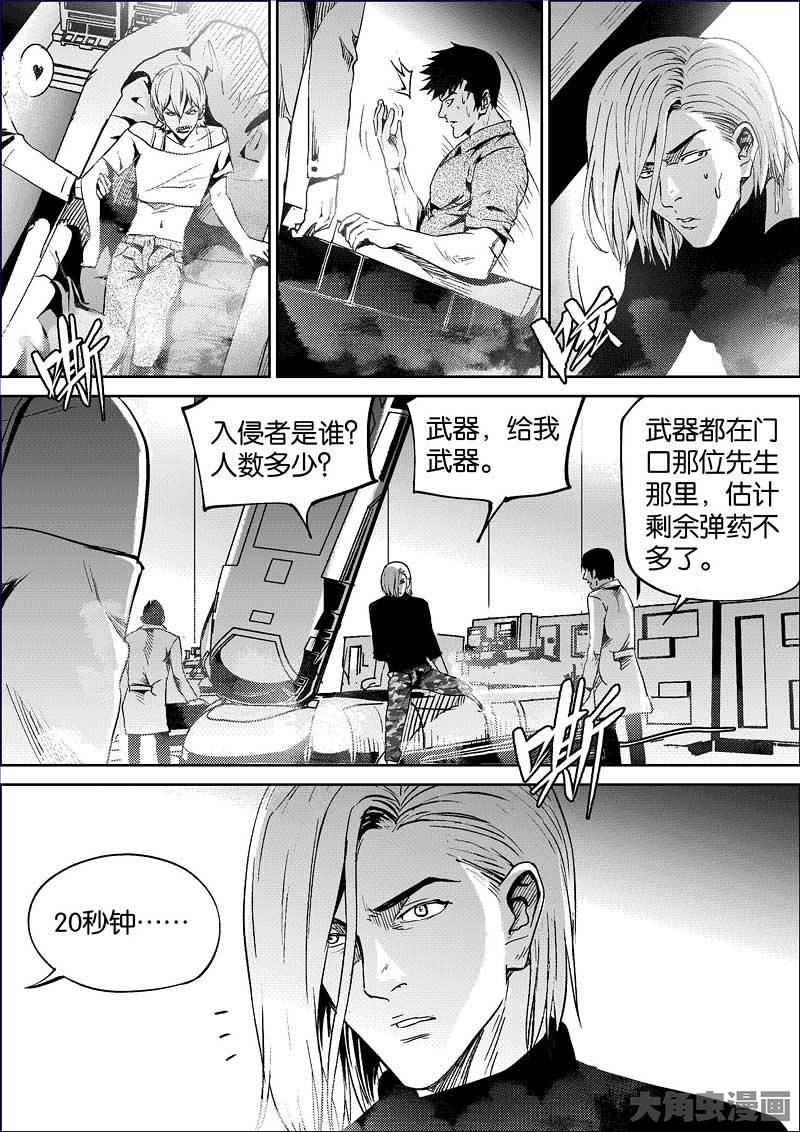 嘶
嘶
入侵者是谁？
人数多少？
武器，给我
武器。
武器都在门
口那位先生
那里，估计
剩余弹药不
多了。
嘶
20秒钟……
大角虫漫画